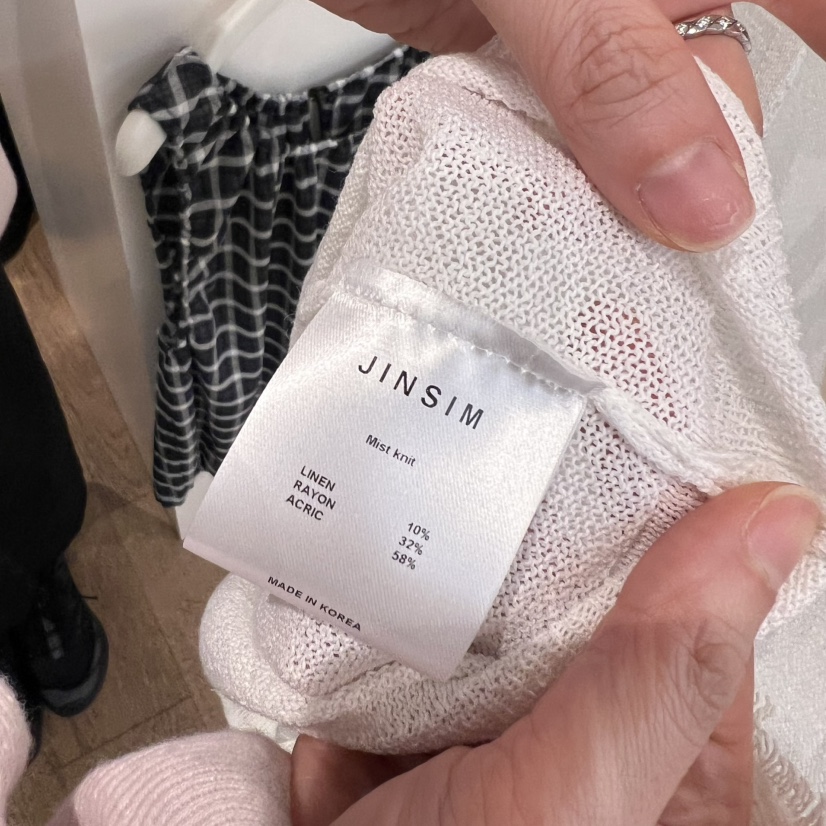 JINSIM
Mist knit
LINEN 10%
RAYON 32%
ACRIC 58%
MADE IN KOREA